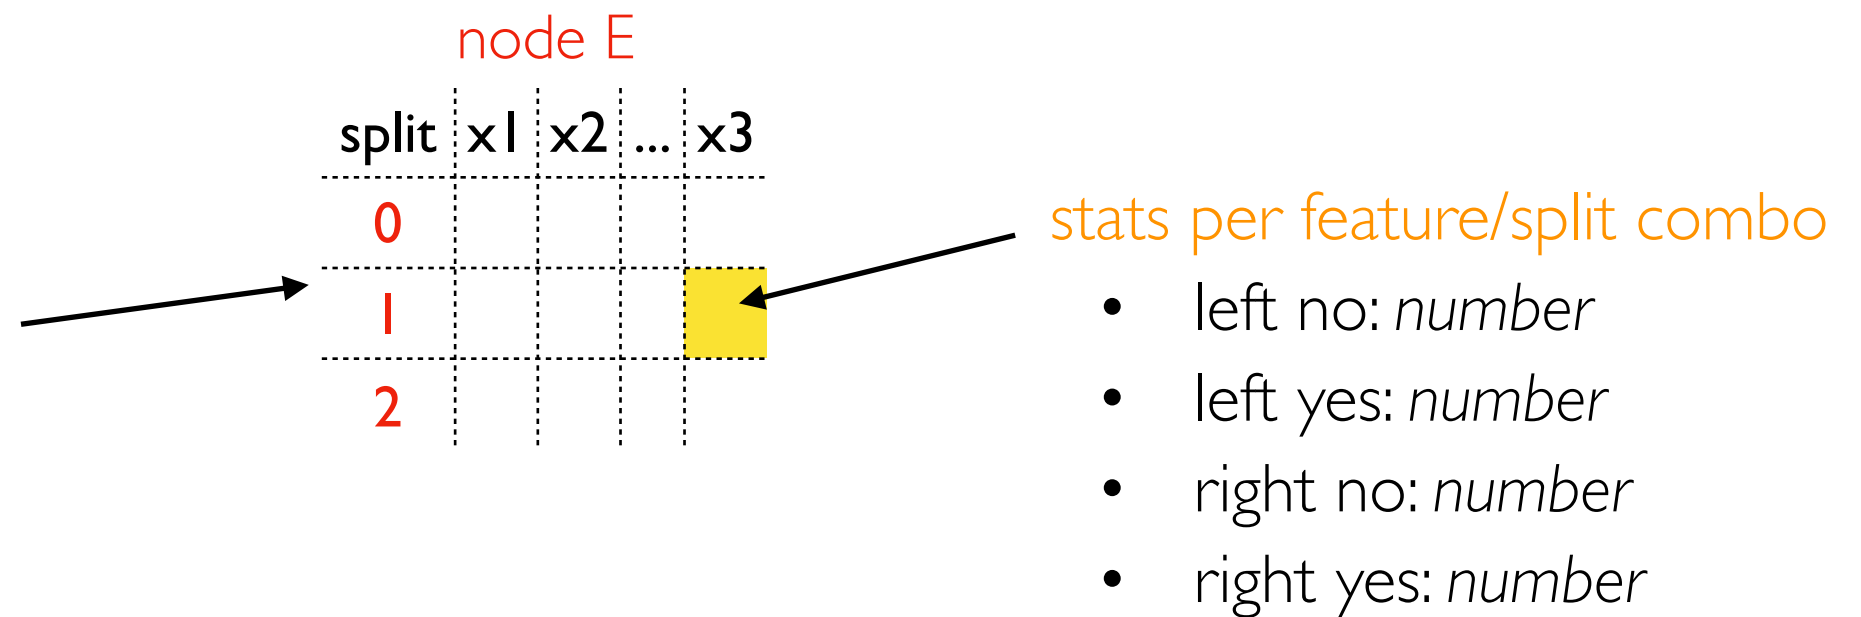 node E
split x1 x2 ... x3
0
1
2
stats per feature/split combo
• left no: number
• left yes: number
• right no: number
• right yes: number